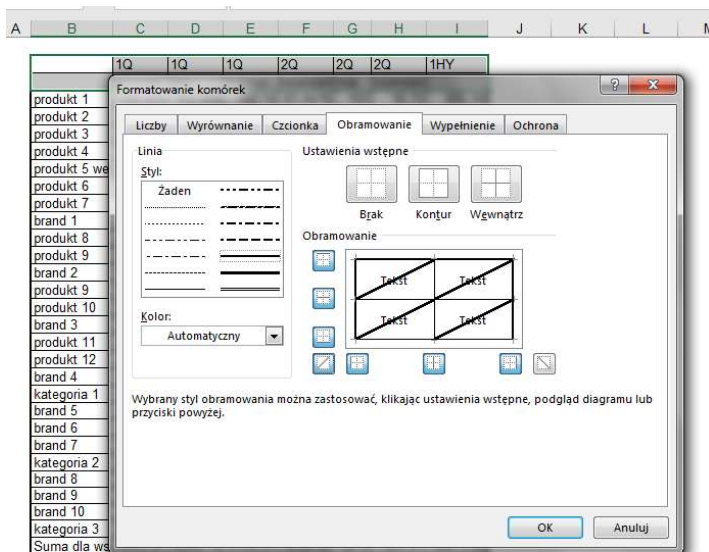 A B C D E F G H I J K L
1Q 1Q 1Q 2Q 2Q 2Q 1HY
Formatowanie komórek
Liczby Wyrównanie Czcionka Obramowanie Wypełnienie Ochrona
Linia
Styl:
Żaden
Kolor:
Automatyczny
Ustawienia wstępne
Brak Kontur Wewnątrz
Obramowanie
Tekst Tekst
Tekst Tekst
Wybrany styl obramowania można zastosować, klikając ustawienia wstępne, podgląd diagramu lub
przyciski powyżej.
OK Anuluj
produkt 1
produkt 2
produkt 3
produkt 4
produkt 5 we
produkt 6
produkt 7
brand 1
produkt 8
produkt 9
brand 2
produkt 9
produkt 10
brand 3
produkt 11
produkt 12
brand 4
kategoria 1
brand 5
brand 6
brand 7
kategoria 2
brand 8
brand 9
brand 10
kategoria 3
Suma dla ws